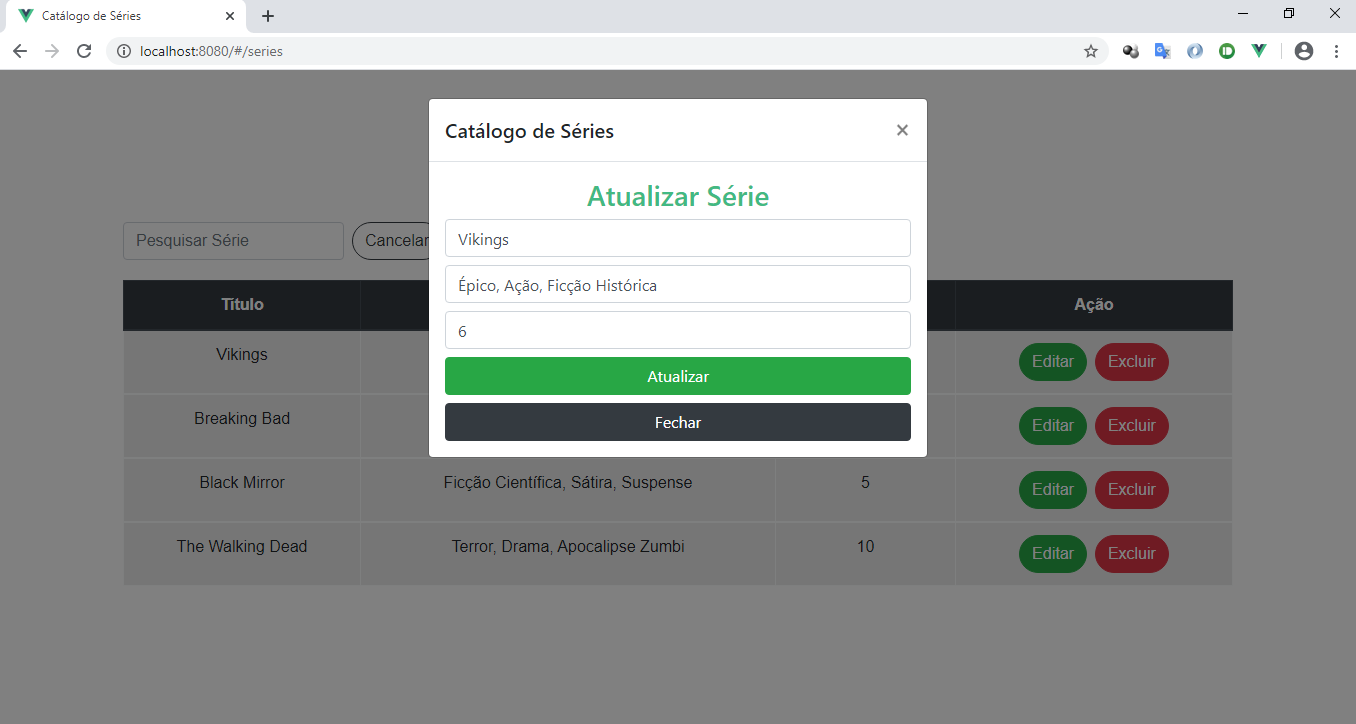 Catálogo de Séries
localhost:8080/#/series
Catálogo de Séries ×
Atualizar Série
Pesquisar Série Cancelar
Vikings
Épico, Ação, Ficção Histórica
6
Atualizar
Fechar
Título Ação
Vikings Editar Excluir
Breaking Bad Editar Excluir
Black Mirror Ficção Científica, Sátira, Suspense 5 Editar Excluir
The Walking Dead Terror, Drama, Apocalipse Zumbi 10 Editar Excluir